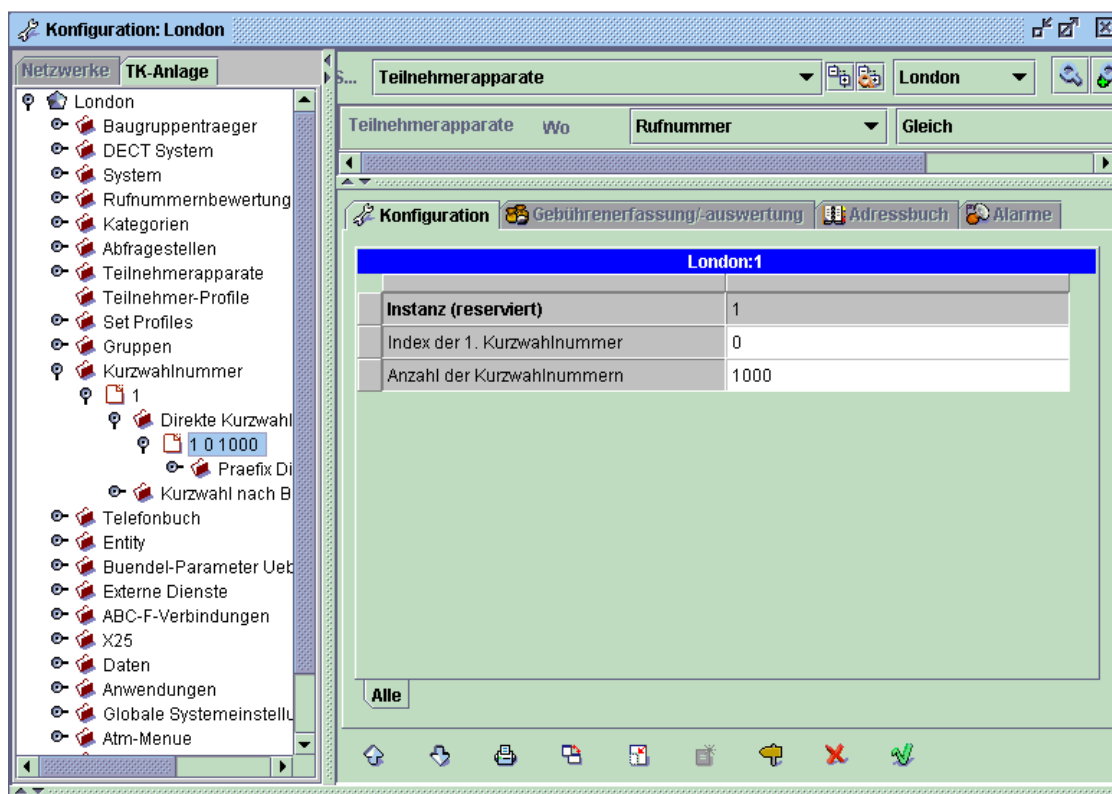 Konfiguration: London
Netzwerke TK-Anlage
London
Baugruppentraeger
DECT System
System
Rufnummernbewertung
Kategorien
Abfragestellen
Teilnehmerapparate
Teilnehmer-Profile
Set Profiles
Gruppen
Kurzwahlnummer
1
Direkte Kurzwahl
1 0 1000
Praefix Di
Kurzwahl nach B
Telefonbuch
Entity
Buendel-Parameter Ueb
Externe Dienste
ABC-F-Verbindungen
X25
Daten
Anwendungen
Globale Systemeinstellu
Atm-Menue
S... Teilnehmerapparate London
Teilnehmerapparate Wo Rufnummer Gleich
Konfiguration Gebührenerfassung/-auswertung Adressbuch Alarme
London:1
Instanz (reserviert) 1
Index der 1. Kurzwahlnummer 0
Anzahl der Kurzwahlnummern 1000
Alle